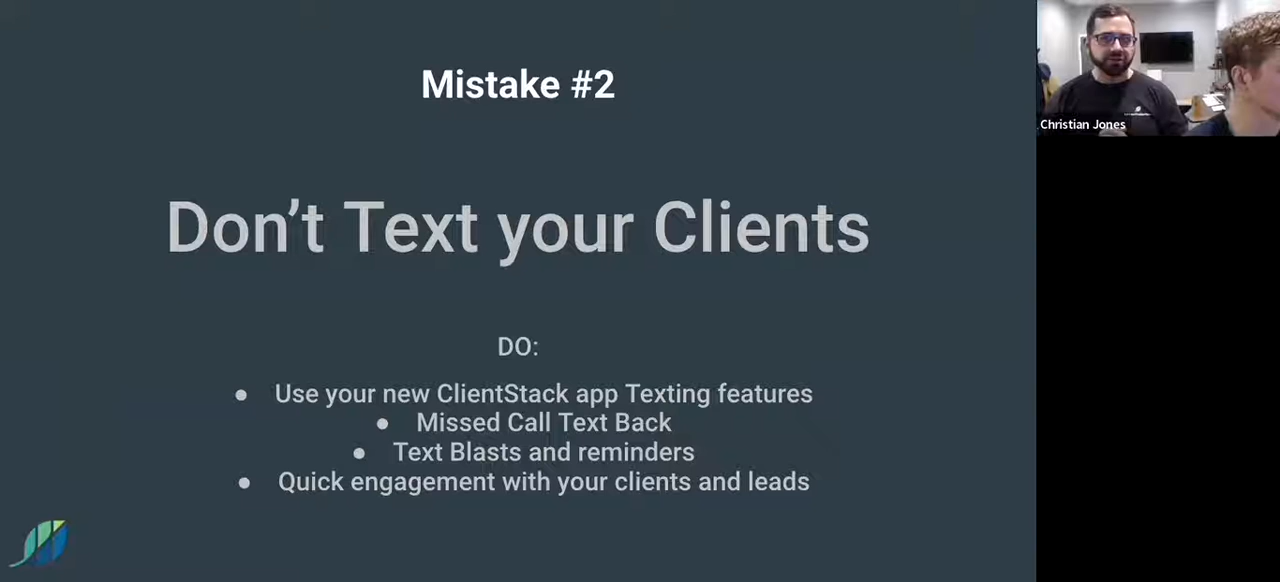 Mistake #2
Don’t Text your Clients
DO:
● Use your new ClientStack app Texting features
● Missed Call Text Back
● Text Blasts and reminders
● Quick engagement with your clients and leads
Christian Jones